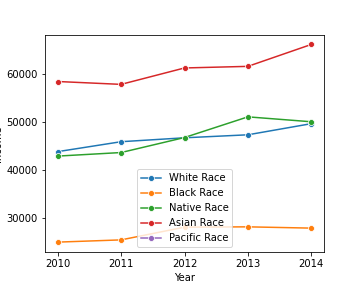 60000
50000
40000
30000
White Race
Black Race
Native Race
Asian Race
Pacific Race
2010 2011 2012 2013 2014
Year